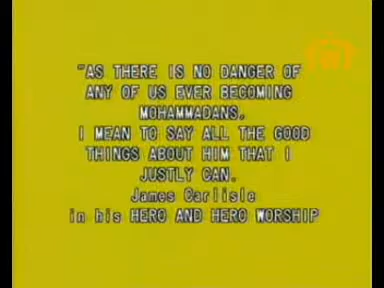 "AS THERE IS NO DANGER OF
ANY OF US EVER BECOMING
MOHAMMADANS.
I MEAN TO SAY ALL THE GOOD
THINGS ABOUT HIM THAT I
JUSTLY CAN.
James Carlisle
in his HERO AND HERO WORSHIP